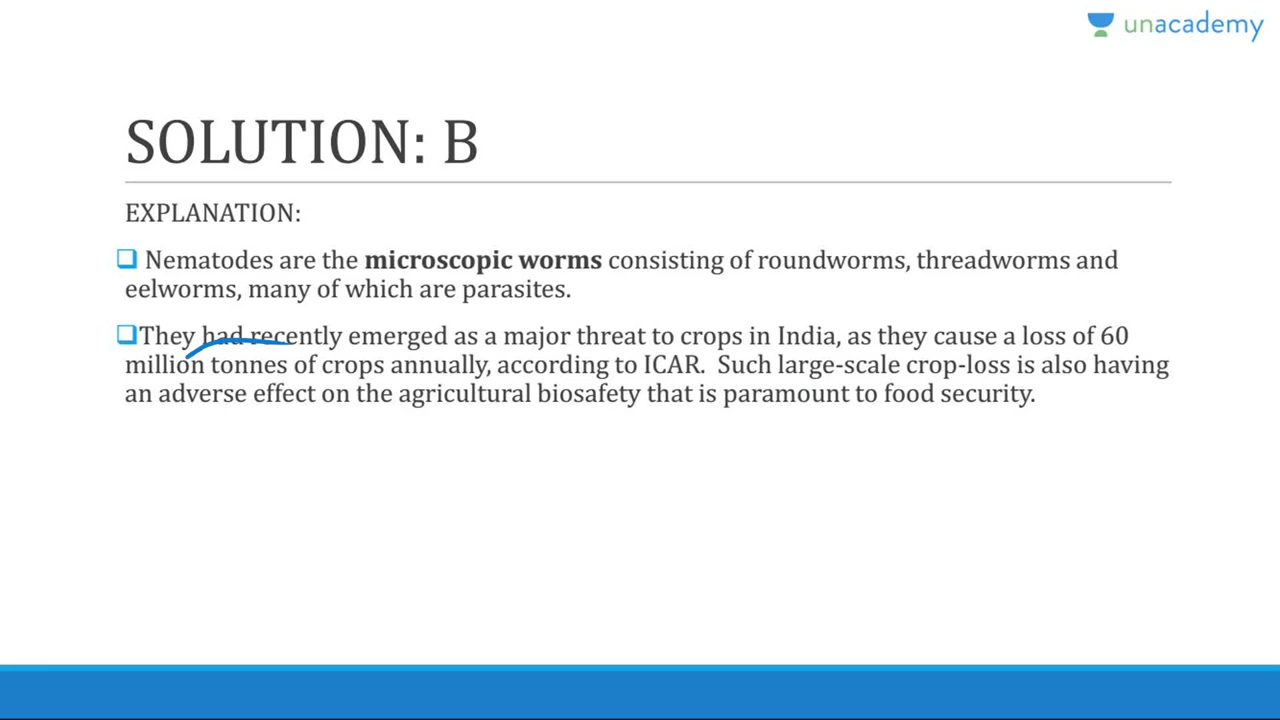 unacademy
SOLUTION: B
EXPLANATION:
Nematodes are the microscopic worms consisting of roundworms, threadworms and
eelworms, many of which are parasites.
They had recently emerged as a major threat to crops in India, as they cause a loss of 60
million tonnes of crops annually, according to ICAR. Such large-scale crop-loss is also having
an adverse effect on the agricultural biosafety that is paramount to food security.